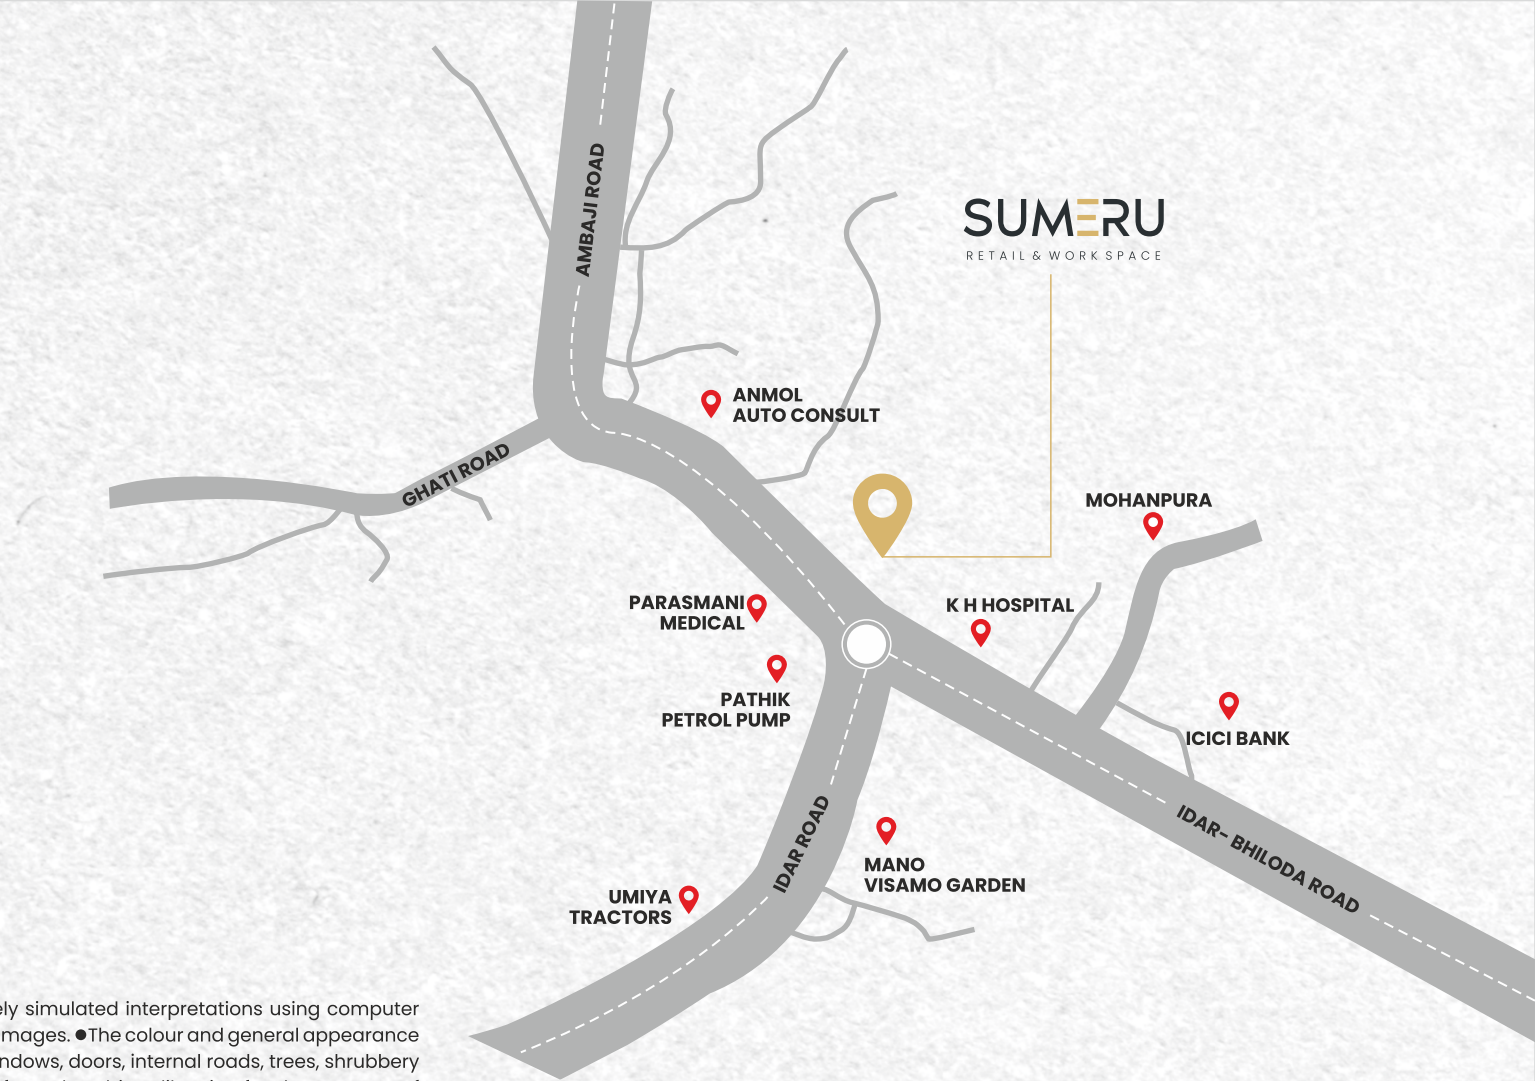 AMBAJI ROAD
SUMERU
RETAIL & WORK SPACE
ANMOL
AUTO CONSULT
GHATI ROAD
MOHANPURA
PARASMANI
MEDICAL
K H HOSPITAL
PATHIK
PETROL PUMP
ICICI BANK
IDAR ROAD
IDAR- BHILODA ROAD
MANO
VISAMO GARDEN
UMIYA
TRACTORS
ely simulated interpretations using computer
mages. ●The colour and general appearance
ndows, doors, internal roads, trees, shrubbery